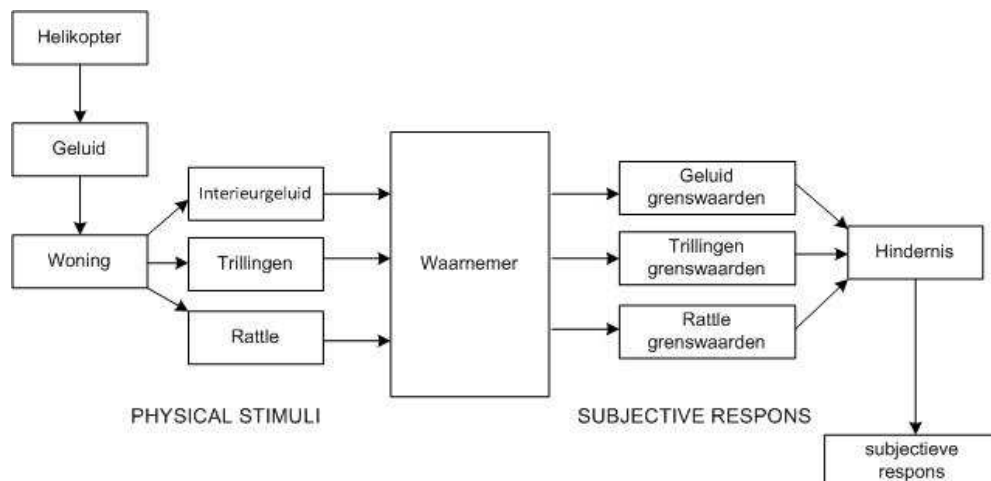 Helikopter
Geluid
Woning
Interieurgeluid
Trillingen
Rattle
Waarnemer
Geluid
grenswaarden
Trillingen
grenswaarden
Rattle
grenswaarden
Hindernis
PHYSICAL STIMULI
SUBJECTIVE RESPONS
subjectieve
respons